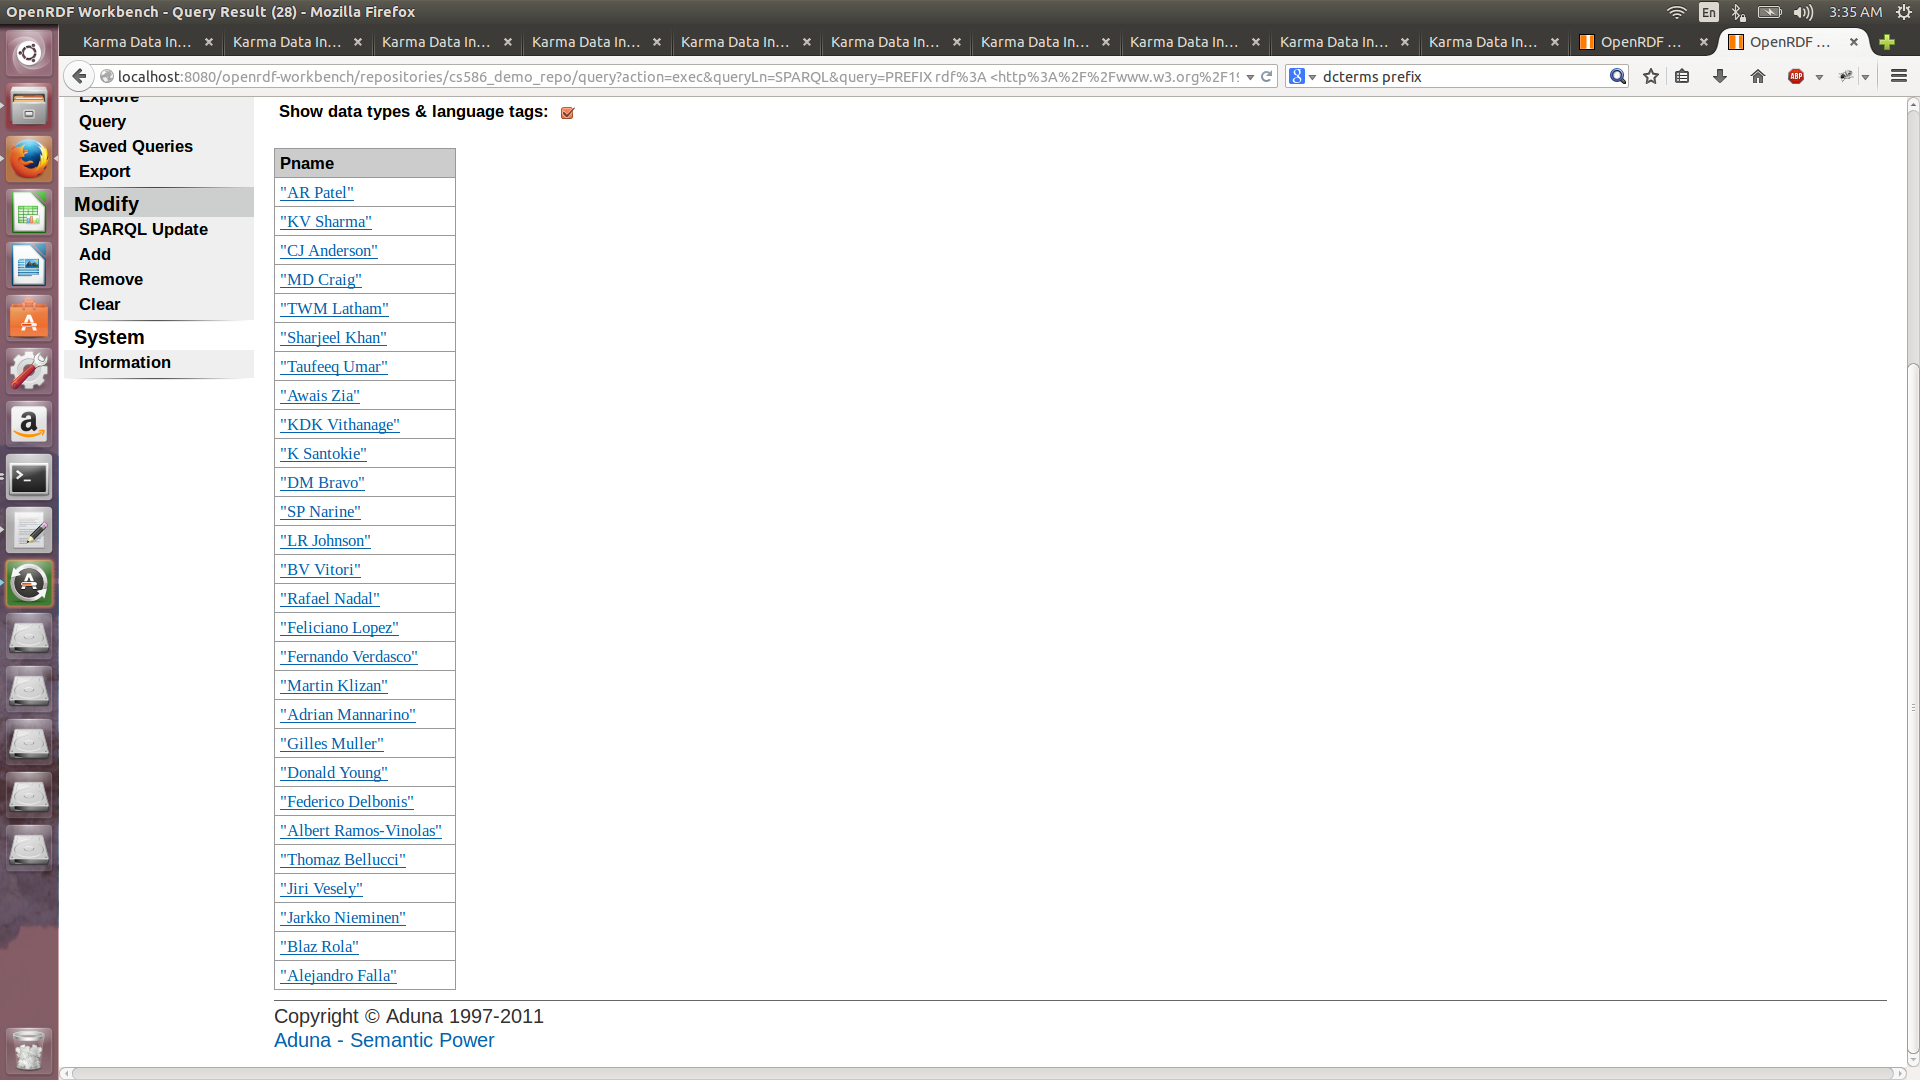 OpenRDF Workbench - Query Result (28) - Mozilla Firefox
En
3:35 AM
Karma Data In... Karma Data In... Karma Data In... Karma Data In... Karma Data In... Karma Data In... Karma Data In... Karma Data In... Karma Data In... Karma Data In... OpenRDF ... OpenRDF ...
localhost:8080/openrdf-workbench/repositories/cs586_demo_repo/query?action=exec&queryLn=SPARQL&query=PREFIX rdf%3A <http%3A%2F%2Fwww.w3.org%2F19
dcterms prefix
ABP
Explore
Query
Saved Queries
Export
Modify
SPARQL Update
Add
Remove
Clear
System
Information
Show data types & language tags:
Pname
"AR Patel"
"KV Sharma"
"CJ Anderson"
"MD Craig"
"TWM Latham"
"Sharjeel Khan"
"Taufeeq Umar"
"Awais Zia"
"KDK Vithanage"
"K Santokie"
"DM Bravo"
"SP Narine"
"LR Johnson"
"BV Vitori"
"Rafael Nadal"
"Feliciano Lopez"
"Fernando Verdasco"
"Martin Klizan"
"Adrian Mannarino"
"Gilles Muller"
"Donald Young"
"Federico Delbonis"
"Albert Ramos-Vinolas"
"Thomaz Bellucci"
"Jiri Vesely"
"Jarkko Nieminen"
"Blaz Rola"
"Alejandro Falla"
Copyright © Aduna 1997-2011
Aduna - Semantic Power